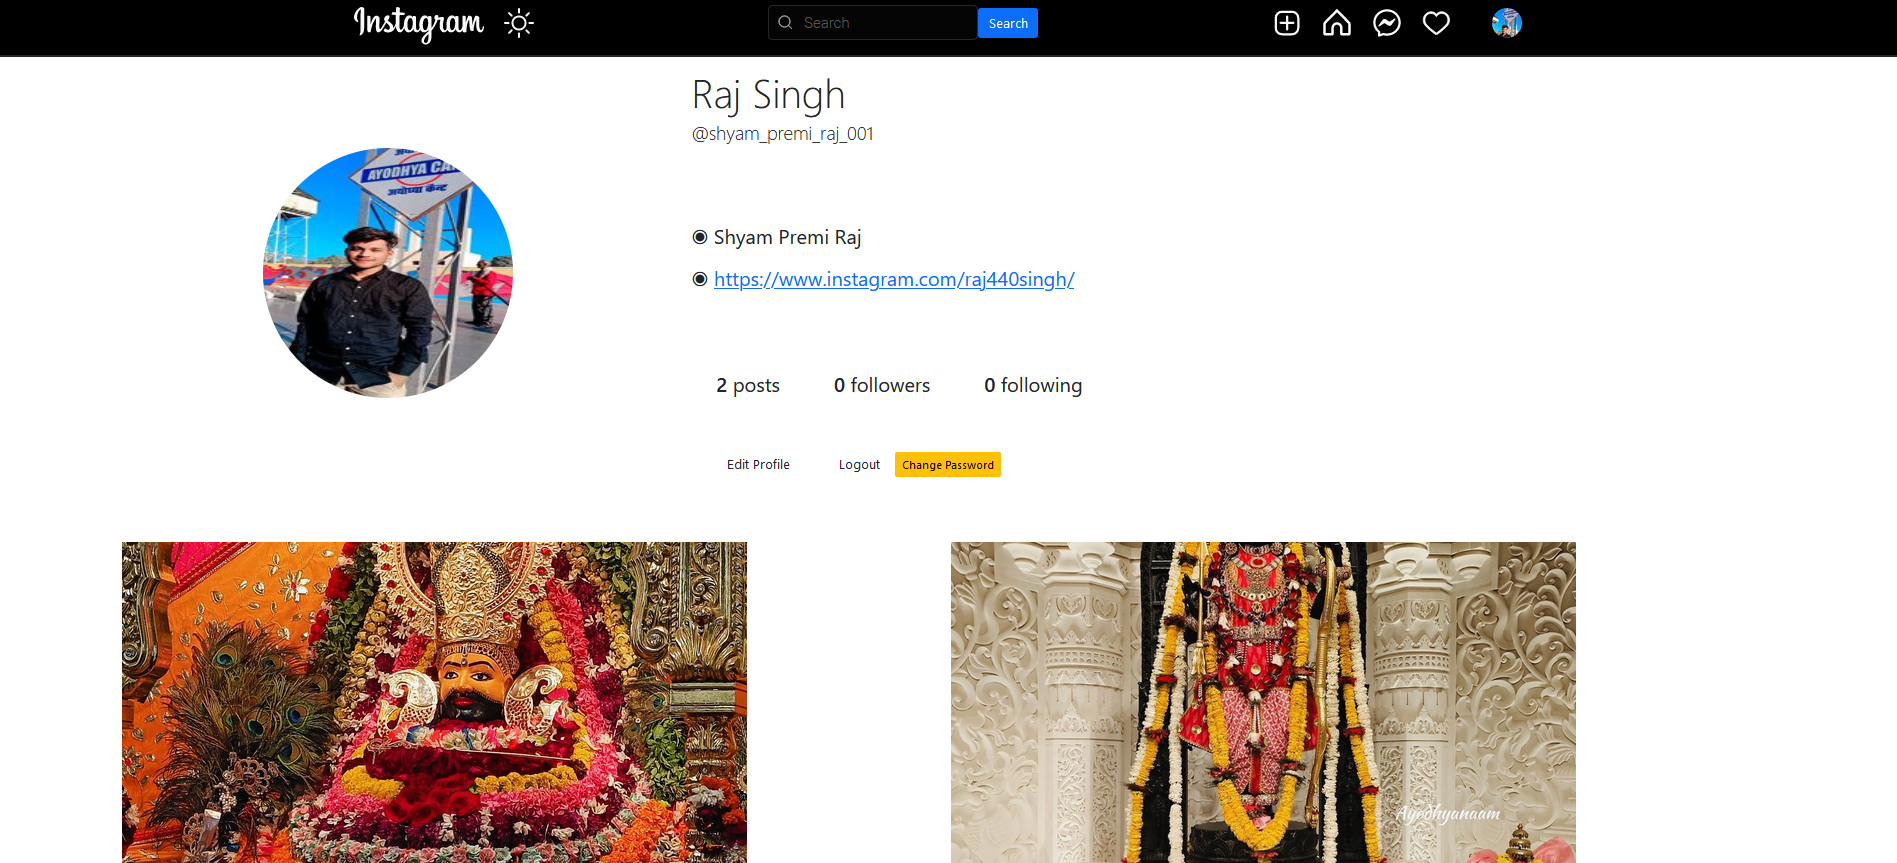 Instagram
Search
Search
Raj Singh
@shyam_premi_raj_001
AYODHYA
अयोध्या कैन्ट
◉ Shyam Premi Raj
◉ https://www.instagram.com/raj440singh/
2 posts 0 followers 0 following
Edit Profile Logout Change Password
Ayodhyanaam